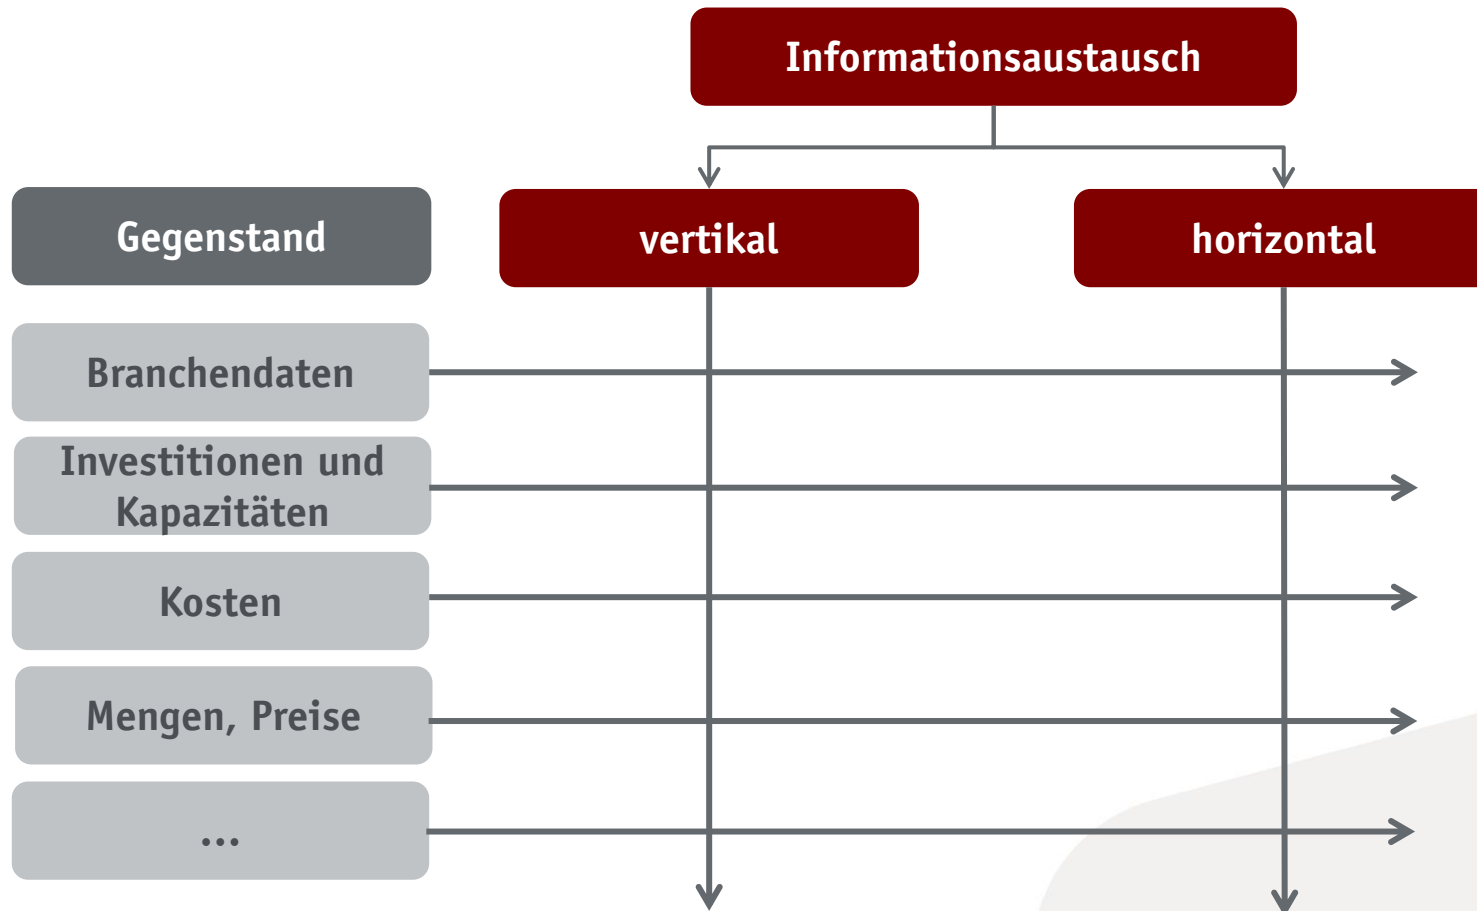 Informationsaustausch
Gegenstand
vertikal
horizontal
Branchendaten
Investitionen und
Kapazitäten
Kosten
Mengen, Preise
...